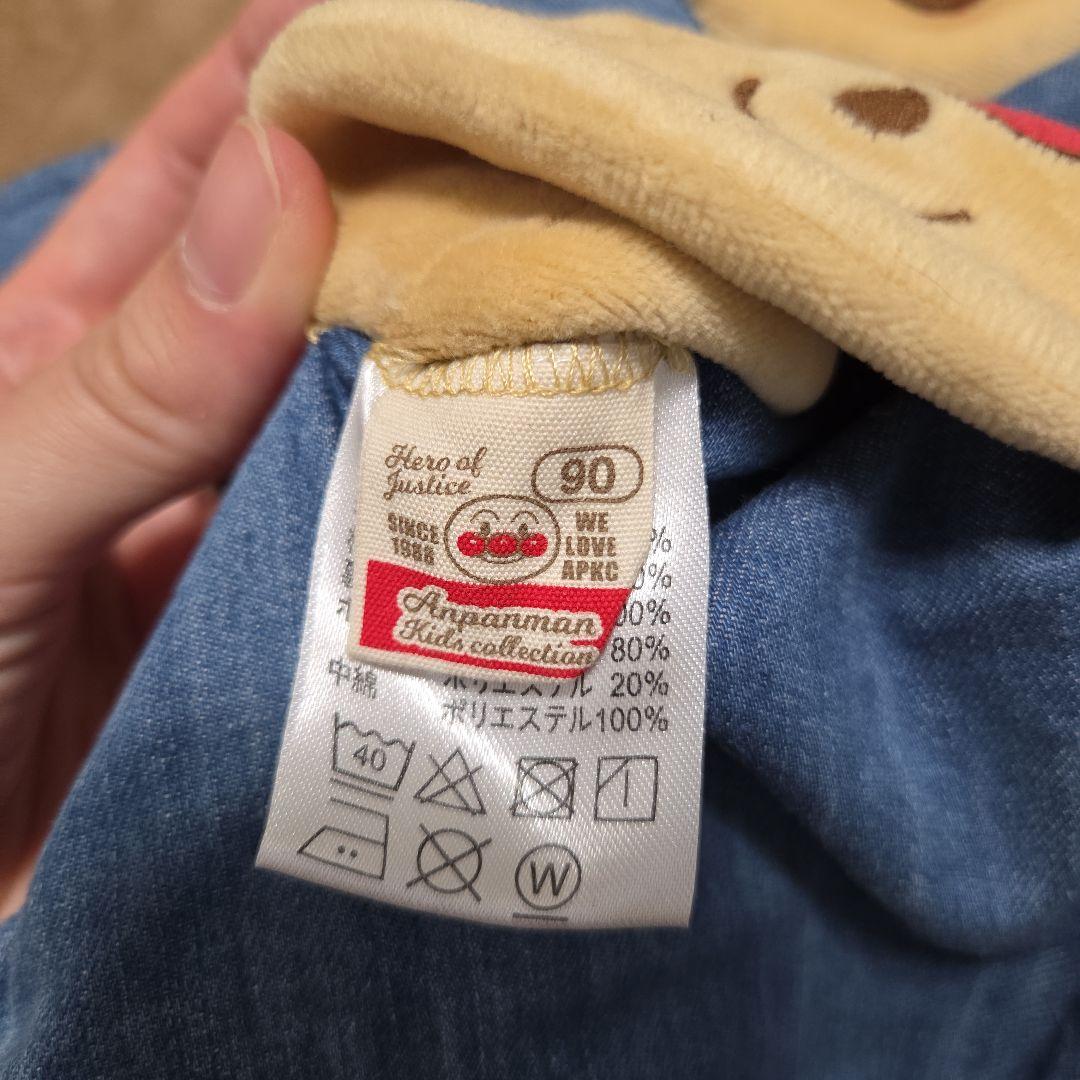 Hero of
Justice
90
SINCE
1988
WE
LOVE
APKC
Anpanman
Kids collection
%
0%
00%
80%
中綿 ポリエステル 20%
ポリエステル100%
40
W